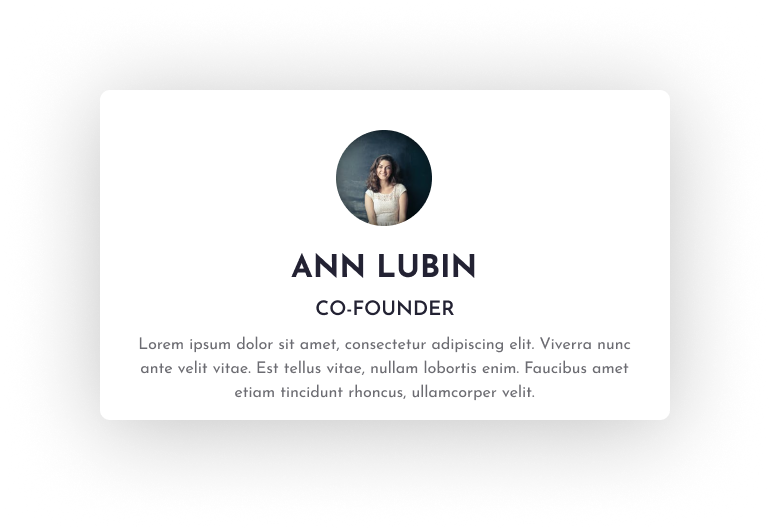 ANN LUBIN
CO-FOUNDER
Lorem ipsum dolor sit amet, consectetur adipiscing elit. Viverra nunc
ante velit vitae. Est tellus vitae, nullam lobortis enim. Faucibus amet
etiam tincidunt rhoncus, ullamcorper velit.